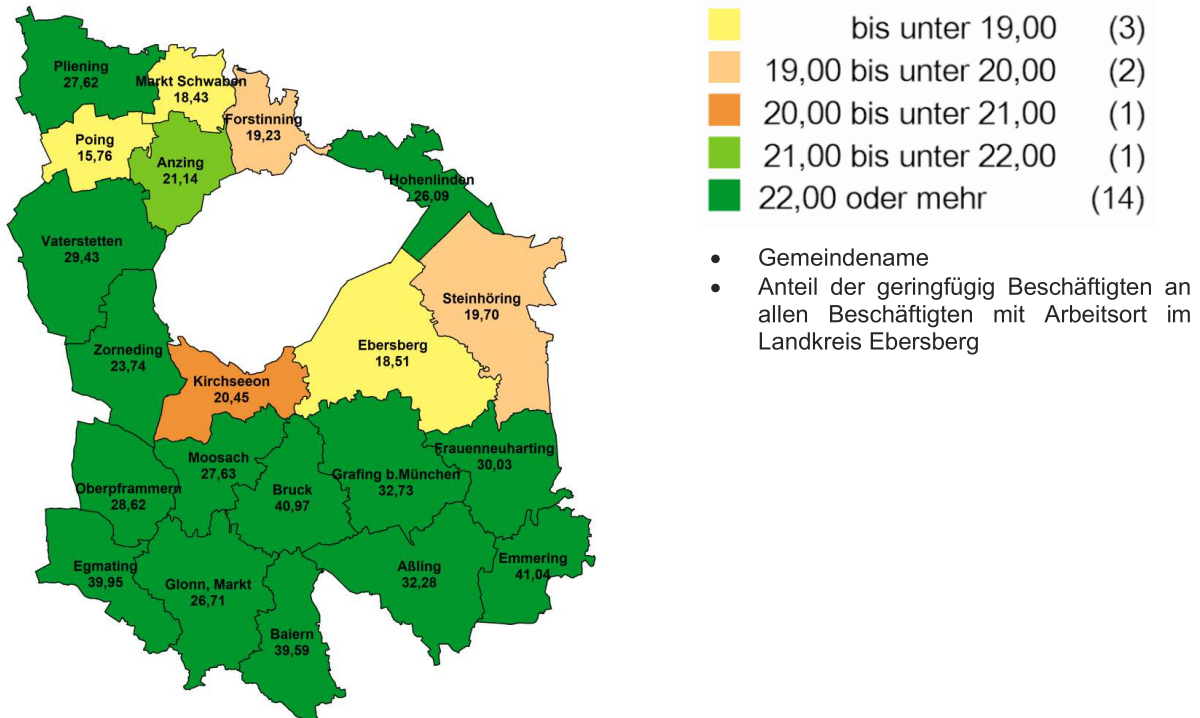 Pliening
27,62
Markt Schwaben
18,43
Forstinning
19,23
Poing
15,76
Anzing
21,14
Hohenlinden
26,09
Vaterstetten
29,43
Steinhöring
19,70
Zorneding
23,74
Ebersberg
18,51
Kirchseeon
20,45
Moosach
27,63
Frauenneuharting
30,03
Grafing b.München
32,73
Oberpframmern
28,62
Bruck
40,97
Egmating
39,95
Glonn, Markt
26,71
Aßling
32,28
Emmering
41,04
Baiern
39,59
bis unter 19,00 (3)
19,00 bis unter 20,00 (2)
20,00 bis unter 21,00 (1)
21,00 bis unter 22,00 (1)
22,00 oder mehr (14)
• Gemeindename
• Anteil der geringfügig Beschäftigten an
allen Beschäftigten mit Arbeitsort im
Landkreis Ebersberg